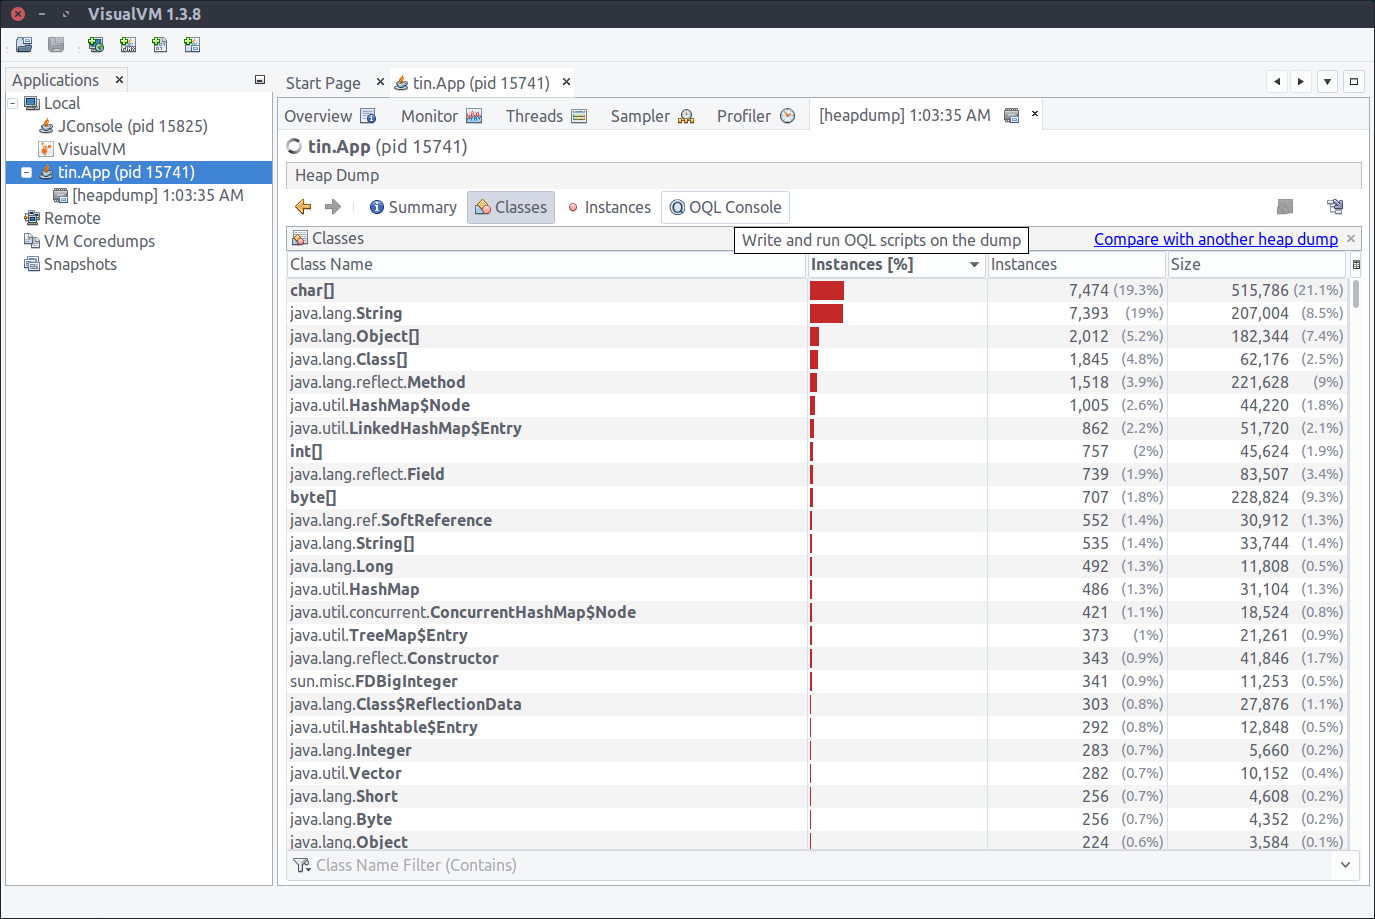 VisualVM 1.3.8
Applications
Start Page
tin.App (pid 15741)
Local
JConsole (pid 15825)
VisualVM
tin.App (pid 15741)
[heapdump] 1:03:35 AM
Remote
VM Coredumps
Snapshots
Overview Monitor Threads Sampler Profiler [heapdump] 1:03:35 AM
tin.App (pid 15741)
Heap Dump
Summary Classes Instances OQL Console
Classes
Write and run OQL scripts on the dump
Compare with another heap dump
Class Name Instances [%] Instances Size
char[] 7,474 (19.3%) 515,786 (21.1%)
java.lang.String 7,393 (19%) 207,004 (8.5%)
java.lang.Object[] 2,012 (5.2%) 182,344 (7.4%)
java.lang.Class[] 1,845 (4.8%) 62,176 (2.5%)
java.lang.reflect.Method 1,518 (3.9%) 221,628 (9%)
java.util.HashMap$Node 1,005 (2.6%) 44,220 (1.8%)
java.util.LinkedHashMap$Entry 862 (2.2%) 51,720 (2.1%)
int[] 757 (2%) 45,624 (1.9%)
java.lang.reflect.Field 739 (1.9%) 83,507 (3.4%)
byte[] 707 (1.8%) 228,824 (9.3%)
java.lang.ref.SoftReference 552 (1.4%) 30,912 (1.3%)
java.lang.String[] 535 (1.4%) 33,744 (1.4%)
java.lang.Long 492 (1.3%) 11,808 (0.5%)
java.util.HashMap 486 (1.3%) 31,104 (1.3%)
java.util.concurrent.ConcurrentHashMap$Node 421 (1.1%) 18,524 (0.8%)
java.util.TreeMap$Entry 373 (1%) 21,261 (0.9%)
java.lang.reflect.Constructor 343 (0.9%) 41,846 (1.7%)
sun.misc.FDBigInteger 341 (0.9%) 11,253 (0.5%)
java.lang.Class$ReflectionData 303 (0.8%) 27,876 (1.1%)
java.util.Hashtable$Entry 292 (0.8%) 12,848 (0.5%)
java.lang.Integer 283 (0.7%) 5,660 (0.2%)
java.util.Vector 282 (0.7%) 10,152 (0.4%)
java.lang.Short 256 (0.7%) 4,608 (0.2%)
java.lang.Byte 256 (0.7%) 4,352 (0.2%)
java.lang.Object 224 (0.6%) 3,584 (0.1%)
Class Name Filter (Contains)